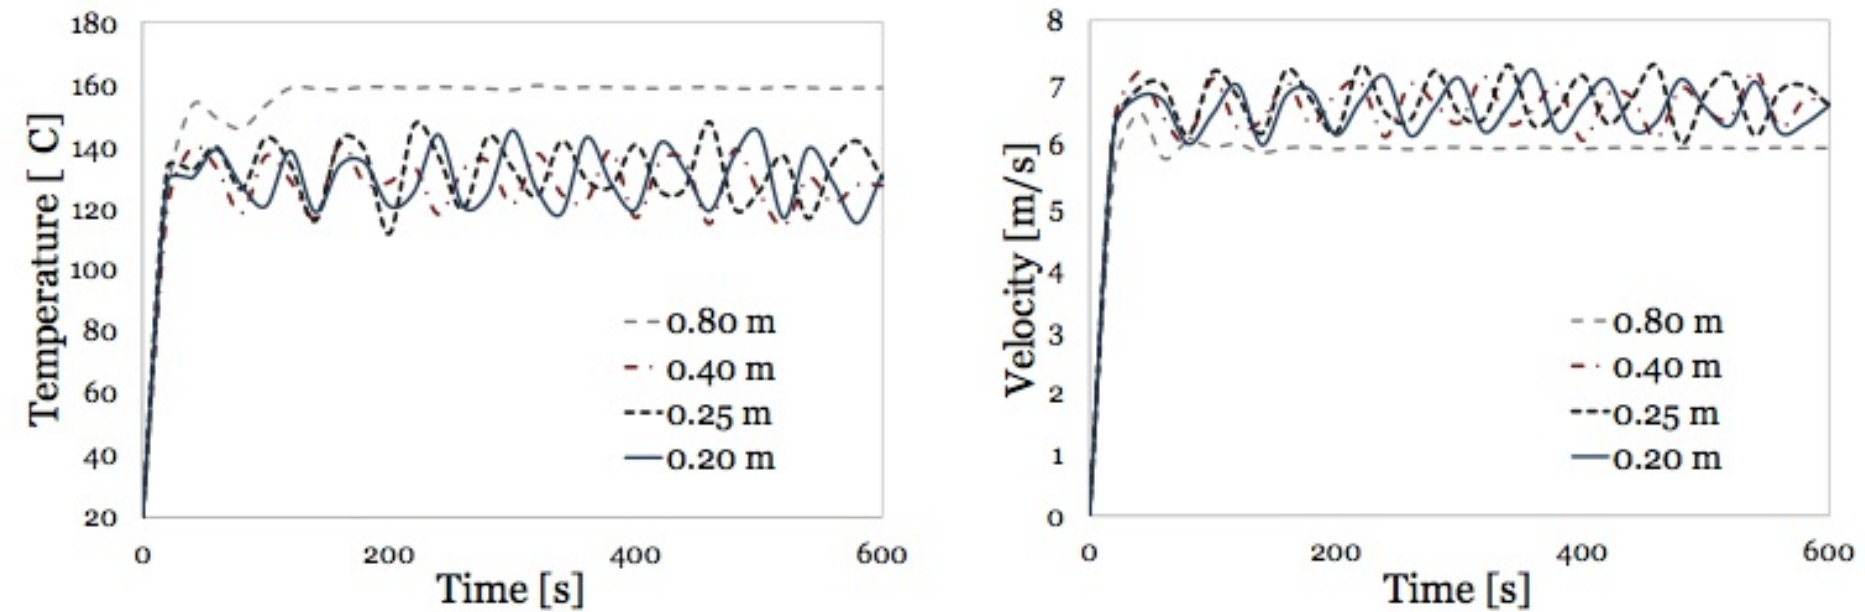 180
160
140
120
100
80
60
40
20
Temperature [ C]
0.80 m
0.40 m
0.25 m
0.20 m
0 200 400 600
Time [s]
8
7
6
5
4
3
2
1
0
Velocity [m/s]
0.80 m
0.40 m
0.25 m
0.20 m
0 200 400 600
Time [s]